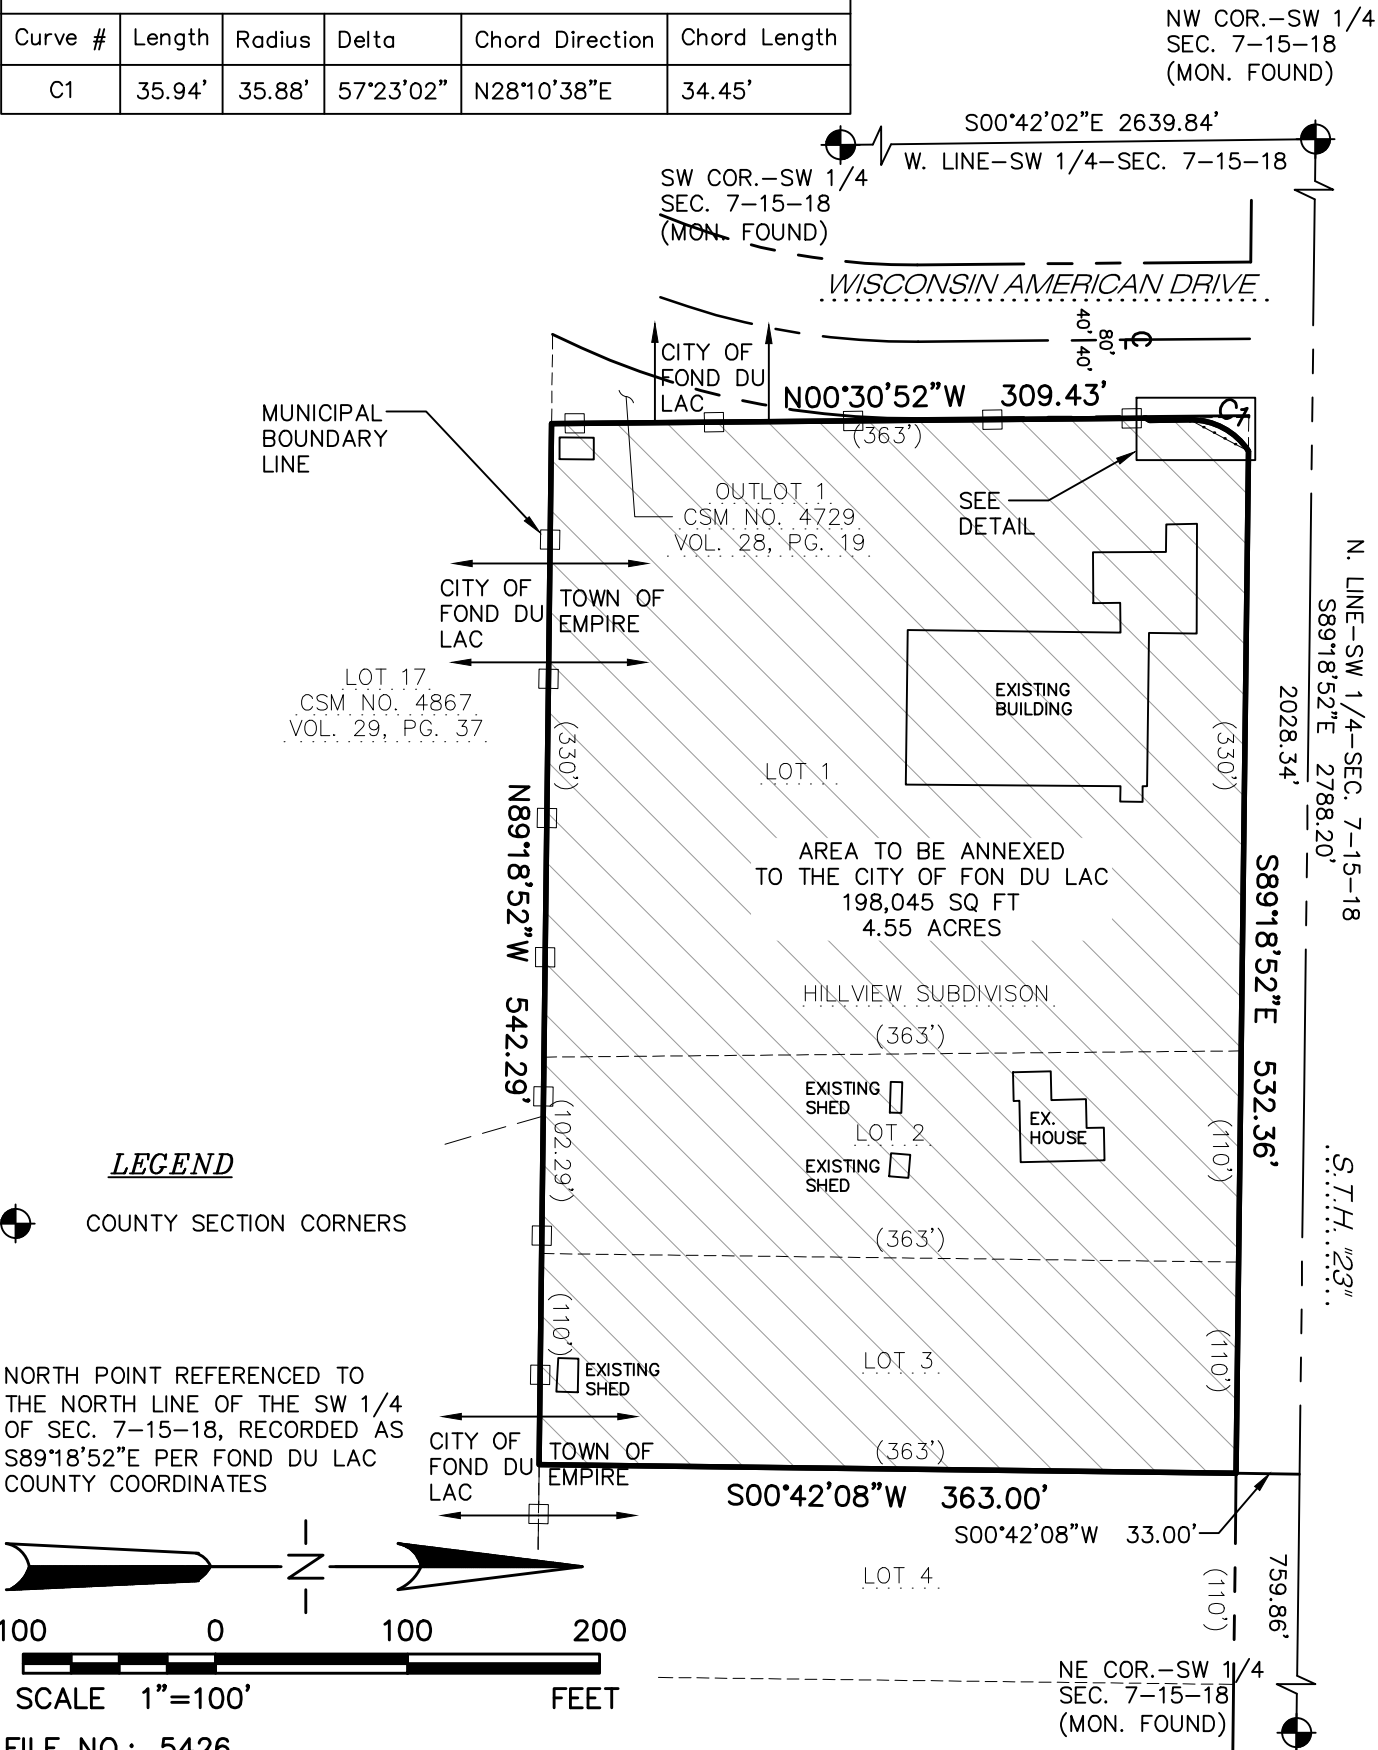 Curve # Length Radius Delta Chord Direction Chord Length
C1 35.94' 35.88' 57°23'02" N28°10'38"E 34.45'
NW COR.-SW 1/4
SEC. 7-15-18
(MON. FOUND)
S00°42'02"E 2639.84'
W. LINE-SW 1/4-SEC. 7-15-18
SW COR.-SW 1/4
SEC. 7-15-18
(MON. FOUND)
WISCONSIN AMERICAN DRIVE
40' 40'
80'
CL
CITY OF
FOND DU
LAC
N00°30'52"W 309.43'
(363')
C1
MUNICIPAL
BOUNDARY
LINE
OUTLOT 1
CSM NO. 4729
VOL. 28, PG. 19
SEE
DETAIL
CITY OF
FOND DU
LAC
TOWN OF
EMPIRE
LOT 17
CSM NO. 4867
VOL. 29, PG. 37
EXISTING
BUILDING
(330')
(330')
LOT 1
N. LINE-SW 1/4-SEC. 7-15-18
S89°18'52"E 2788.20'
2028.34'
AREA TO BE ANNEXED
TO THE CITY OF FON DU LAC
198,045 SQ FT
4.55 ACRES
N89°18'52"W 542.29'
S89°18'52"E 532.36'
HILLVIEW SUBDIVISON
(363')
EXISTING
SHED
LOT 2
EXISTING
SHED
EX.
HOUSE
(102.29')
(110')
(363')
S.T.H. "23"
LEGEND
COUNTY SECTION CORNERS
(110')
EXISTING
SHED
LOT 3
(110')
(363')
NORTH POINT REFERENCED TO
THE NORTH LINE OF THE SW 1/4
OF SEC. 7-15-18, RECORDED AS
S89°18'52"E PER FOND DU LAC
COUNTY COORDINATES
CITY OF
FOND DU
LAC
TOWN OF
EMPIRE
S00°42'08"W 363.00'
S00°42'08"W 33.00'
LOT 4
(110')
759.86'
N
100 0 100 200
SCALE 1"=100' FEET
NE COR.-SW 1/4
SEC. 7-15-18
(MON. FOUND)
FILE NO.: 5426